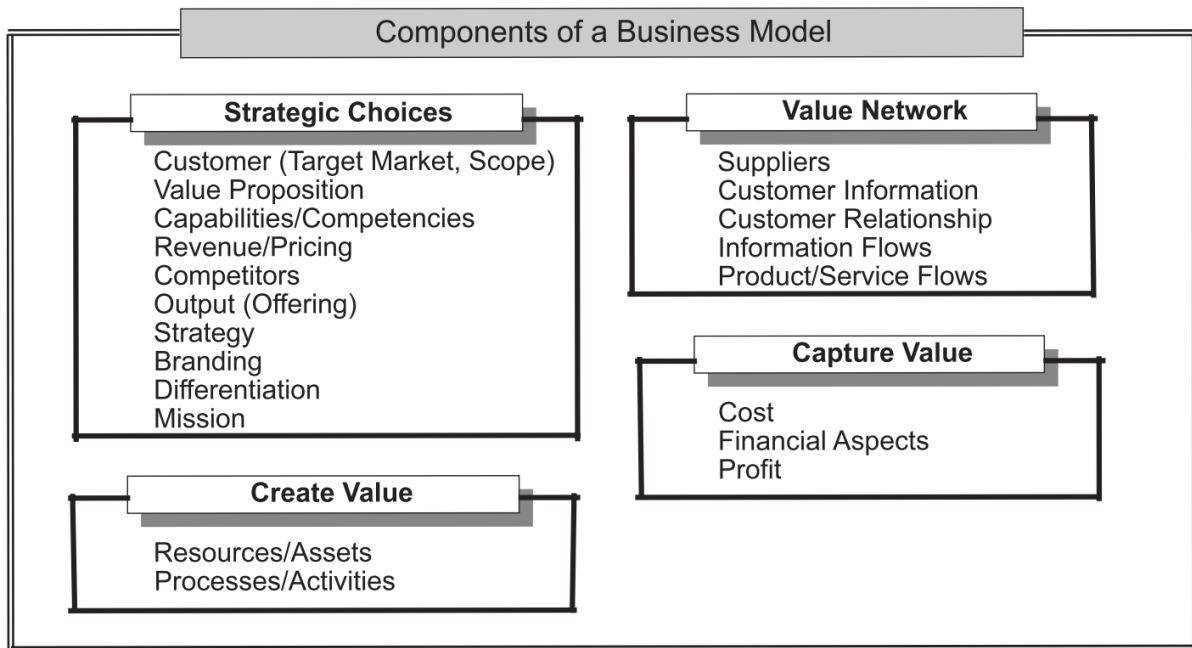 Components of a Business Model
Strategic Choices
Customer (Target Market, Scope)
Value Proposition
Capabilities/Competencies
Revenue/Pricing
Competitors
Output (Offering)
Strategy
Branding
Differentiation
Mission
Create Value
Resources/Assets
Processes/Activities
Value Network
Suppliers
Customer Information
Customer Relationship
Information Flows
Product/Service Flows
Capture Value
Cost
Financial Aspects
Profit